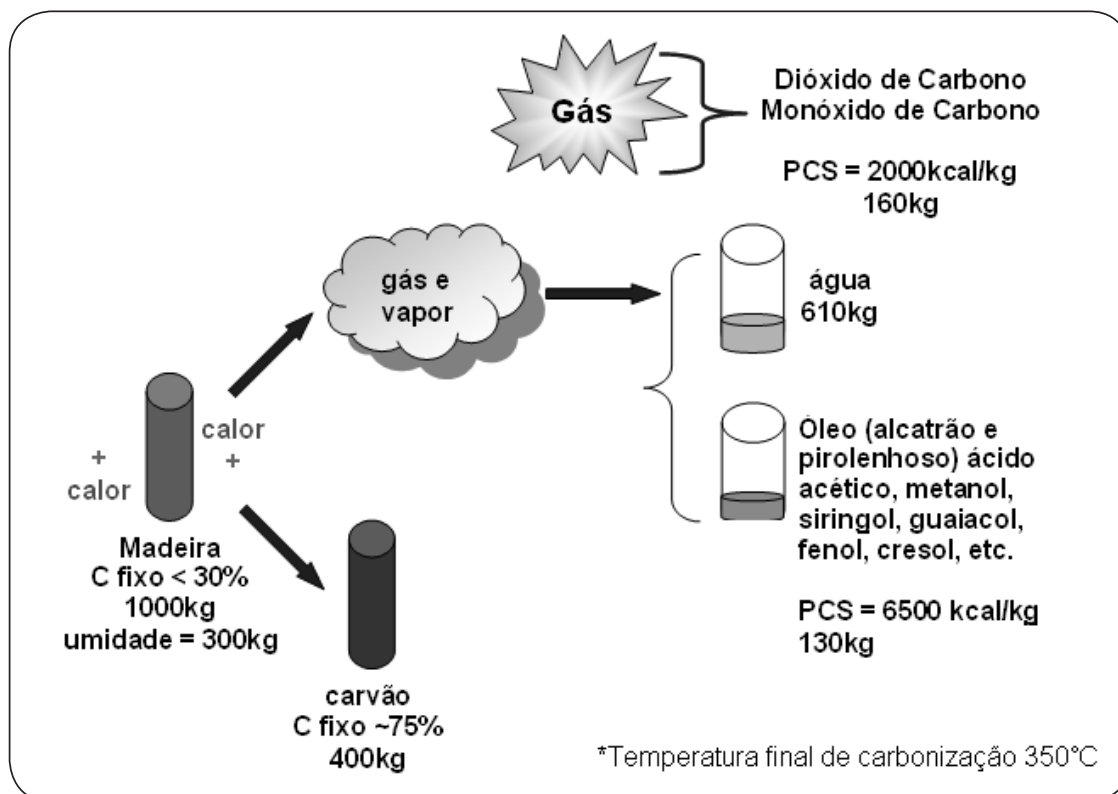 Gás
Dióxido de Carbono
Monóxido de Carbono
PCS = 2000kcal/kg
160kg
gás e
vapor
água
610kg
calor
+
+
calor
Óleo (alcatrão e
pirolenhoso) ácido
acético, metanol,
siringol, guaiacol,
fenol, cresol, etc.
PCS = 6500 kcal/kg
130kg
Madeira
C fixo < 30%
1000kg
umidade = 300kg
carvão
C fixo ~75%
400kg
*Temperatura final de carbonização 350°C